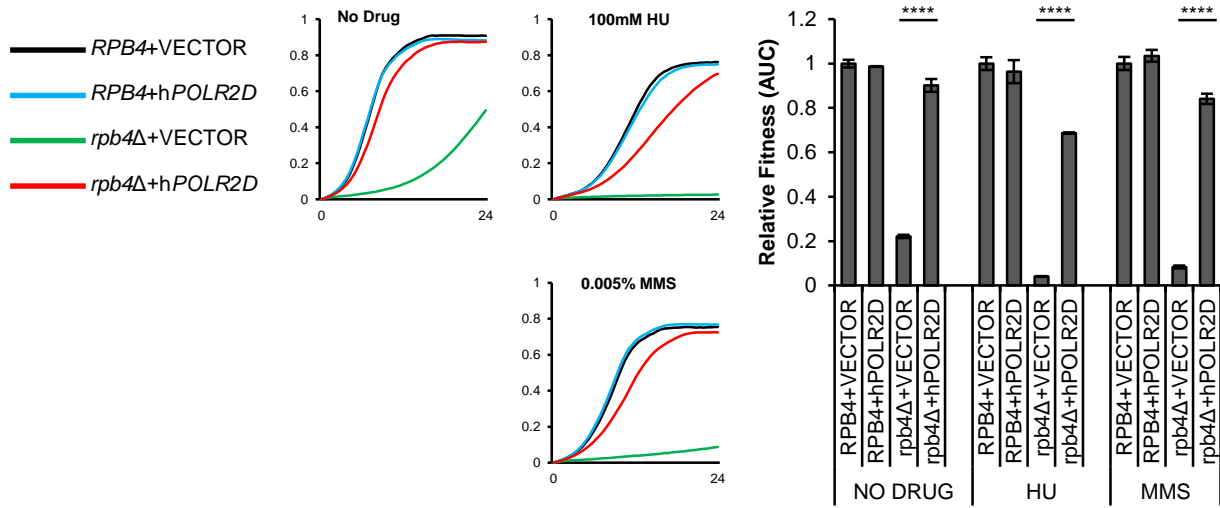 RPB4+VECTOR
RPB4+hPOLR2D
rpb4Δ+VECTOR
rpb4Δ+hPOLR2D
No Drug
1
0.8
0.6
0.4
0.2
0
0
24
100mM HU
1
0.8
0.6
0.4
0.2
0
0
24
0.005% MMS
1
0.8
0.6
0.4
0.2
0
0
24
Relative Fitness (AUC)
1.2
1
0.8
0.6
0.4
0.2
0
****
****
****
RPB4+VECTOR
RPB4+hPOLR2D
rpb4Δ+VECTOR
rpb4Δ+hPOLR2D
RPB4+VECTOR
RPB4+hPOLR2D
rpb4Δ+VECTOR
rpb4Δ+hPOLR2D
RPB4+VECTOR
RPB4+hPOLR2D
rpb4Δ+VECTOR
rpb4Δ+hPOLR2D
NO DRUG
HU
MMS